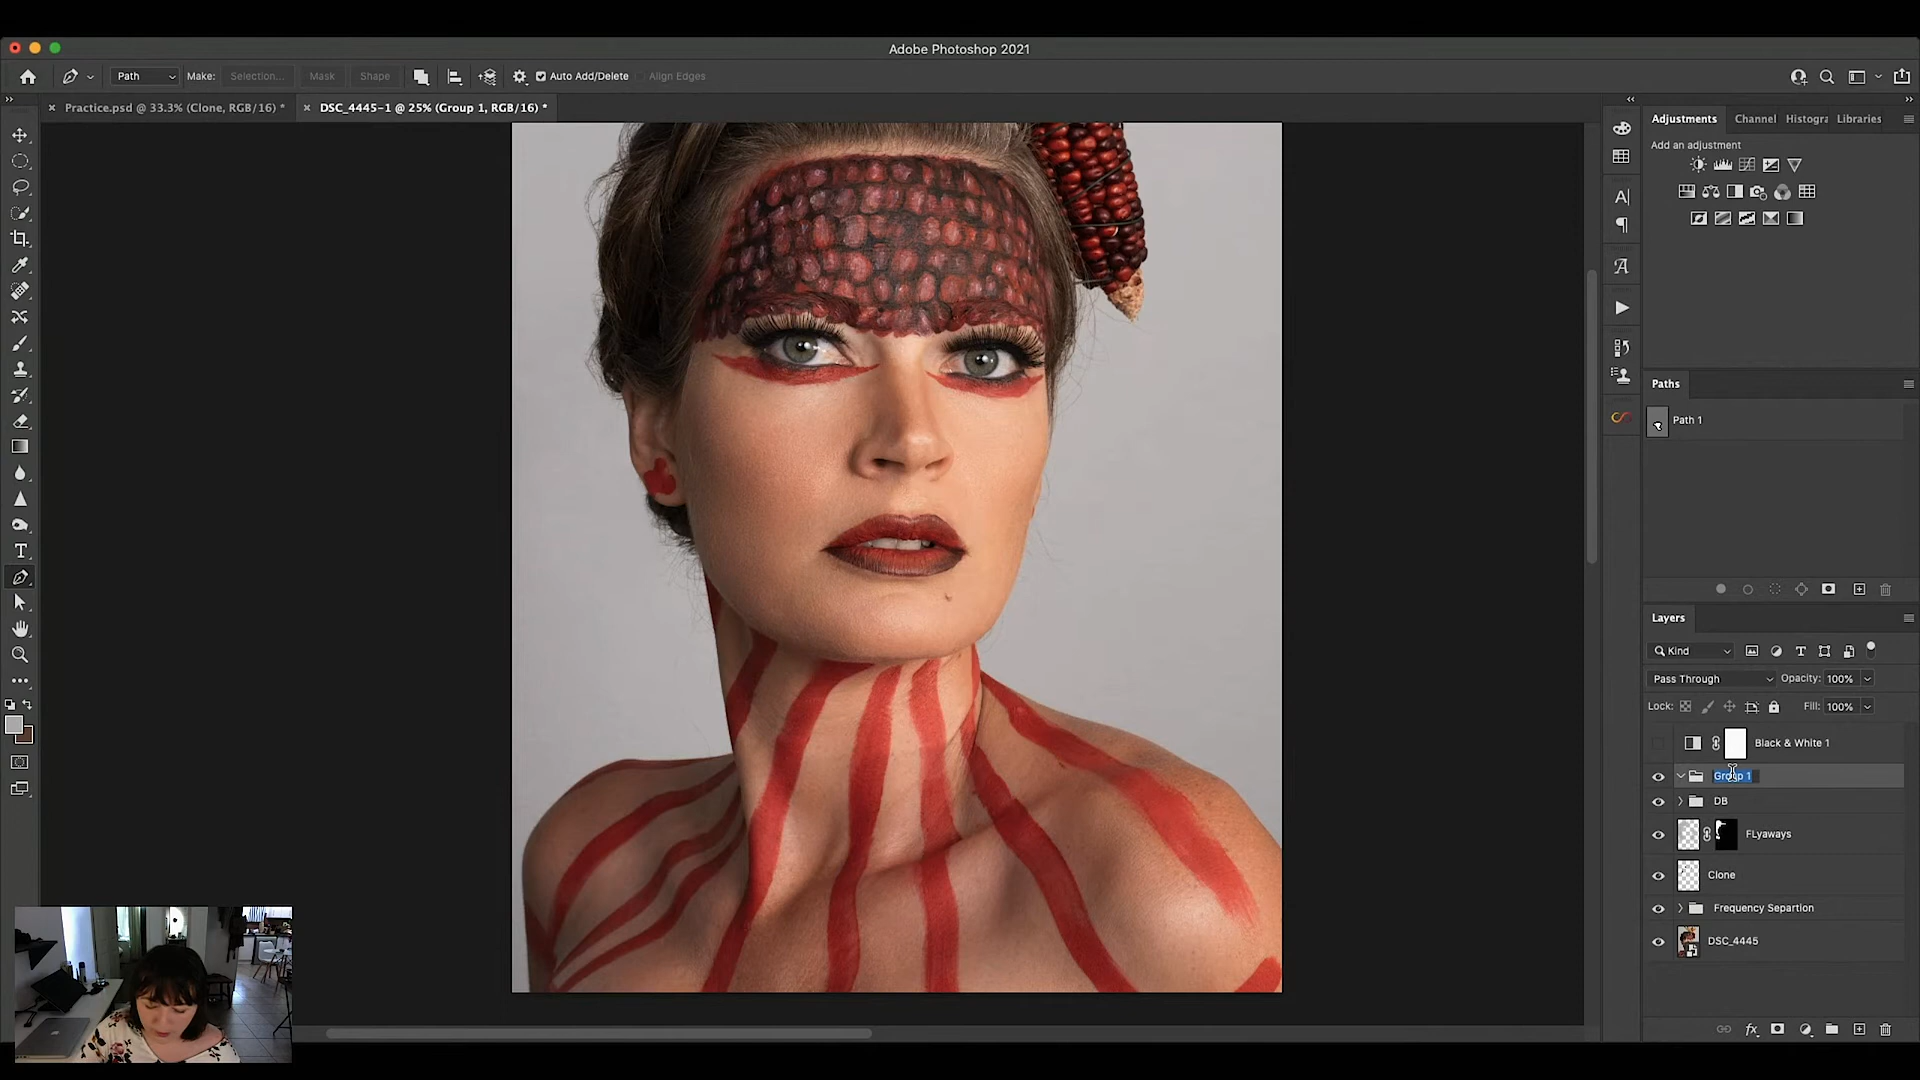 Adobe Photoshop 2021
Path Make: Selection... Mask Shape Auto Add/Delete Align Edges
Practice.psd @ 33.3% (Clone, RGB/16) * DSC_4445-1 @ 25% (Group 1, RGB/16) *
Adjustments Channel Histogra Libraries
Add an adjustment
Paths
Path 1
Layers
Kind
Pass Through Opacity: 100%
Lock: Fill: 100%
Black & White 1
Group 1
DB
FLyaways
Clone
Frequency Separtion
DSC_4445